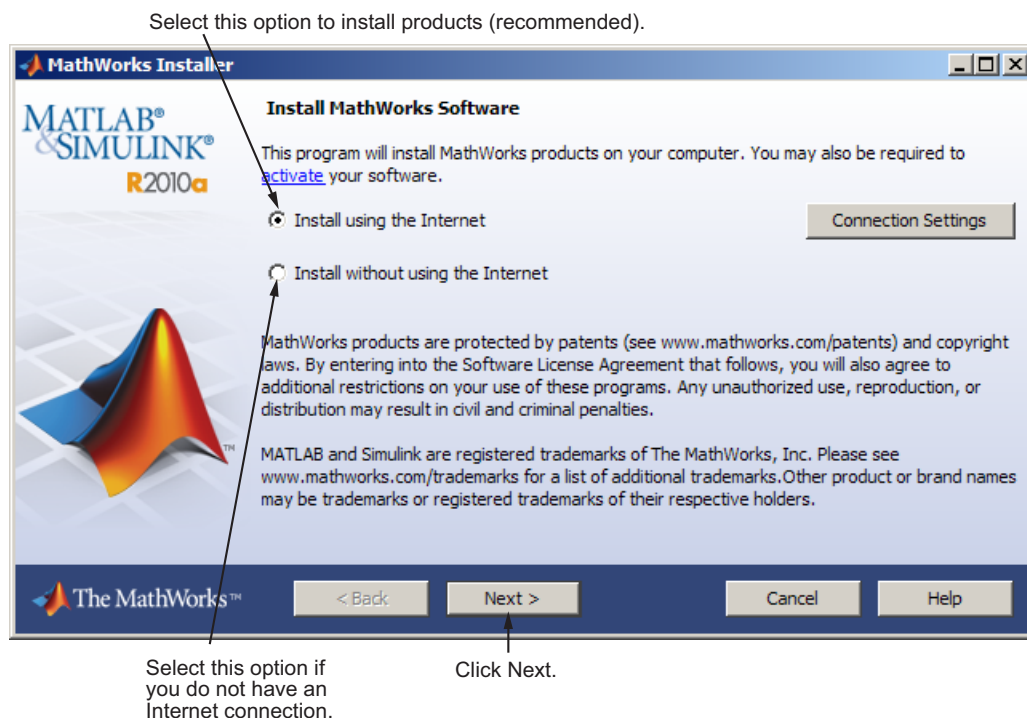 Select this option to install products (recommended).
MathWorks Installer
MATLAB®
&SIMULINK®
R2010a
Install MathWorks Software
This program will install MathWorks products on your computer. You may also be required to
activate your software.
Install using the Internet
Connection Settings
Install without using the Internet
MathWorks products are protected by patents (see www.mathworks.com/patents) and copyright
laws. By entering into the Software License Agreement that follows, you will also agree to
additional restrictions on your use of these programs. Any unauthorized use, reproduction, or
distribution may result in civil and criminal penalties.
TM
MATLAB and Simulink are registered trademarks of The MathWorks, Inc. Please see
www.mathworks.com/trademarks for a list of additional trademarks.Other product or brand names
may be trademarks or registered trademarks of their respective holders.
The MathWorks™
< Back
Next >
Cancel
Help
Select this option if
you do not have an
Internet connection.
Click Next.